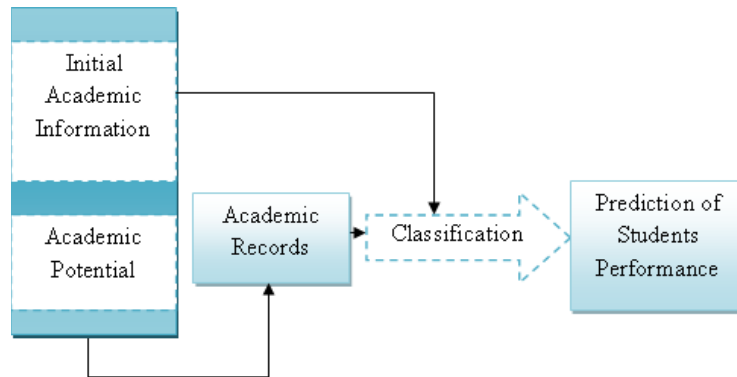 Initial
Academic
Information
Academic
Potential
Academic
Records
Classification
Prediction of
Students
Performance